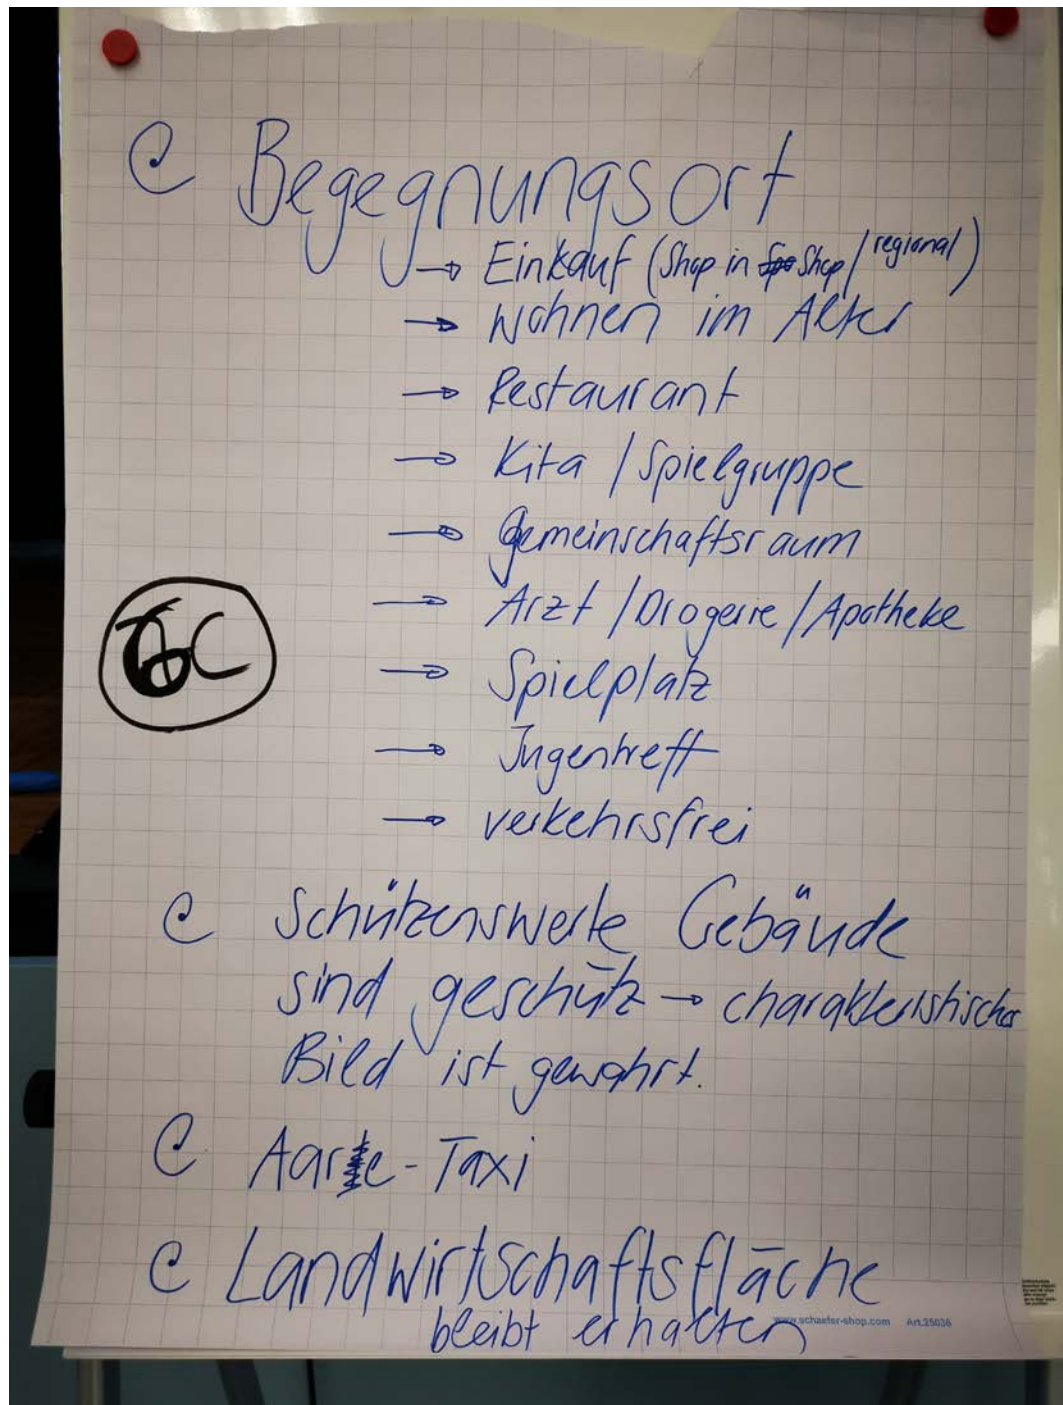 Begegnungsort
→ Einkauf (Shop in Shop / regional)
→ Wohnen im Alter
→ Restaurant
→ Kita / Spielgruppe
→ Gemeinschaftsraum
→ Arzt / Drogerie / Apotheke
→ Spielplatz
→ Jugentreff
→ verkehrsfrei
C
Schützenswerte Gebäude
sind geschütz → charakteristisches
Bild ist gewahrt.
Aare-Taxi
Landwirtschaftsfläche
bleibt erhalten
www.schaefer-shop.com Art.25036